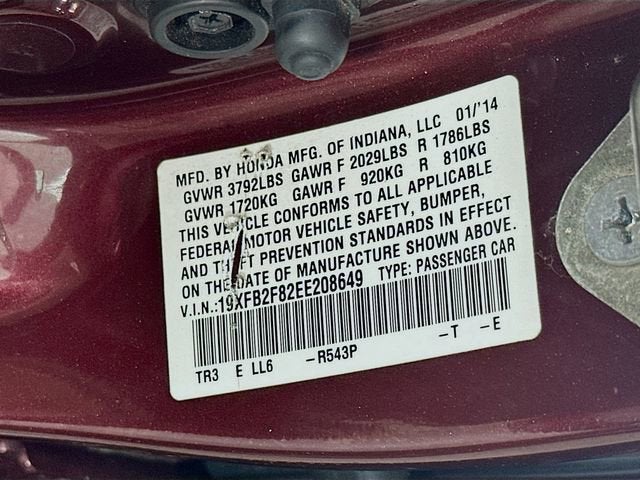 MFD. BY HONDA MFG. OF INDIANA, LLC 01/'14
GVWR 3792LBS GAWR F 2029LBS R 1786LBS
GVWR 1720KG GAWR F 920KG R 810KG
THIS VEHICLE CONFORMS TO ALL APPLICABLE
FEDERAL MOTOR VEHICLE SAFETY, BUMPER,
AND THEFT PREVENTION STANDARDS IN EFFECT
ON THE DATE OF MANUFACTURE SHOWN ABOVE.
V.I.N.:19XFB2F82EE208649 TYPE: PASSENGER CAR
TR3 E LL6 -R543P -T -E